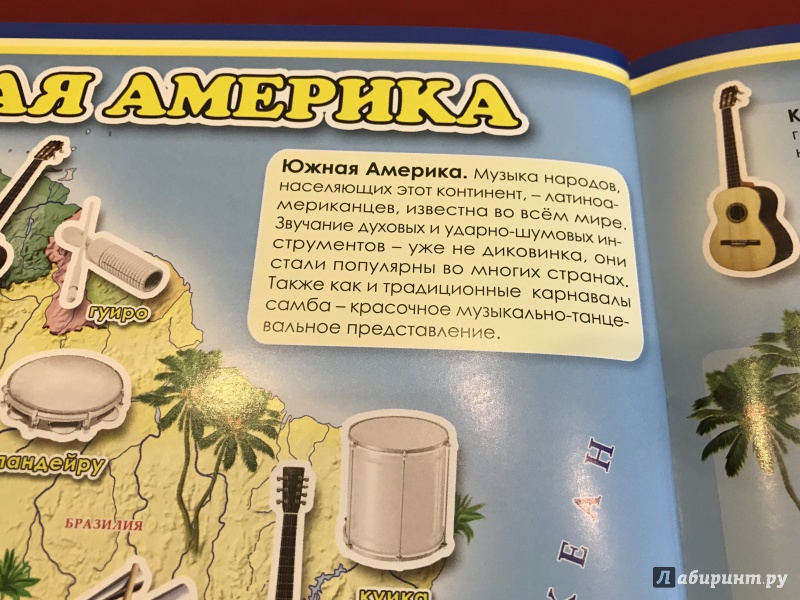 АЯ АМЕРИКА
Южная Америка. Музыка народов,
населяющих этот континент, – латиноа-
мериканцев, известна во всём мире.
Звучание духовых и ударно-шумовых ин-
струментов – уже не диковинка, они
стали популярны во многих странах.
Также как и традиционные карнавалы
самба – красочное музыкально-танце-
вальное представление.
гуиро
пандейру
БРАЗИЛИЯ
куика
КЕАН
Лабиринт.ру